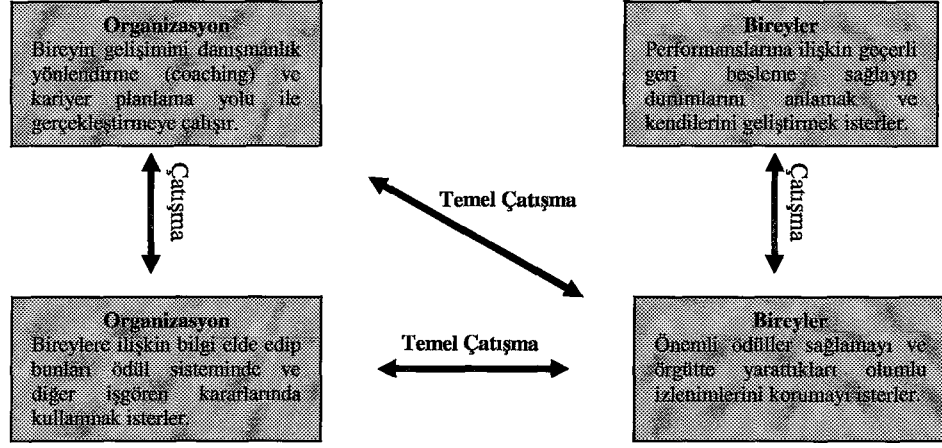 Organizasyon
Bireyin gelişimini danışmanlık
yönlendirme (coaching) ve
kariyer planlama yolu ile
gerçekleştirmeye çalışır.
Bireyler
Performanslarına ilişkin geçerli
geri besleme sağlayıp
durumlarını anlamak ve
kendilerini geliştirmek isterler.
Çatışma
Temel Çatışma
Çatışma
Organizasyon
Bireylere ilişkin bilgi elde edip
bunları ödül sisteminde ve
diğer işgören kararlarında
kullanmak isterler.
Temel Çatışma
Bireyler
Önemli ödüller sağlamayı ve
örgütte yarattıkları olumlu
izlenimlerini korumayı isterler.